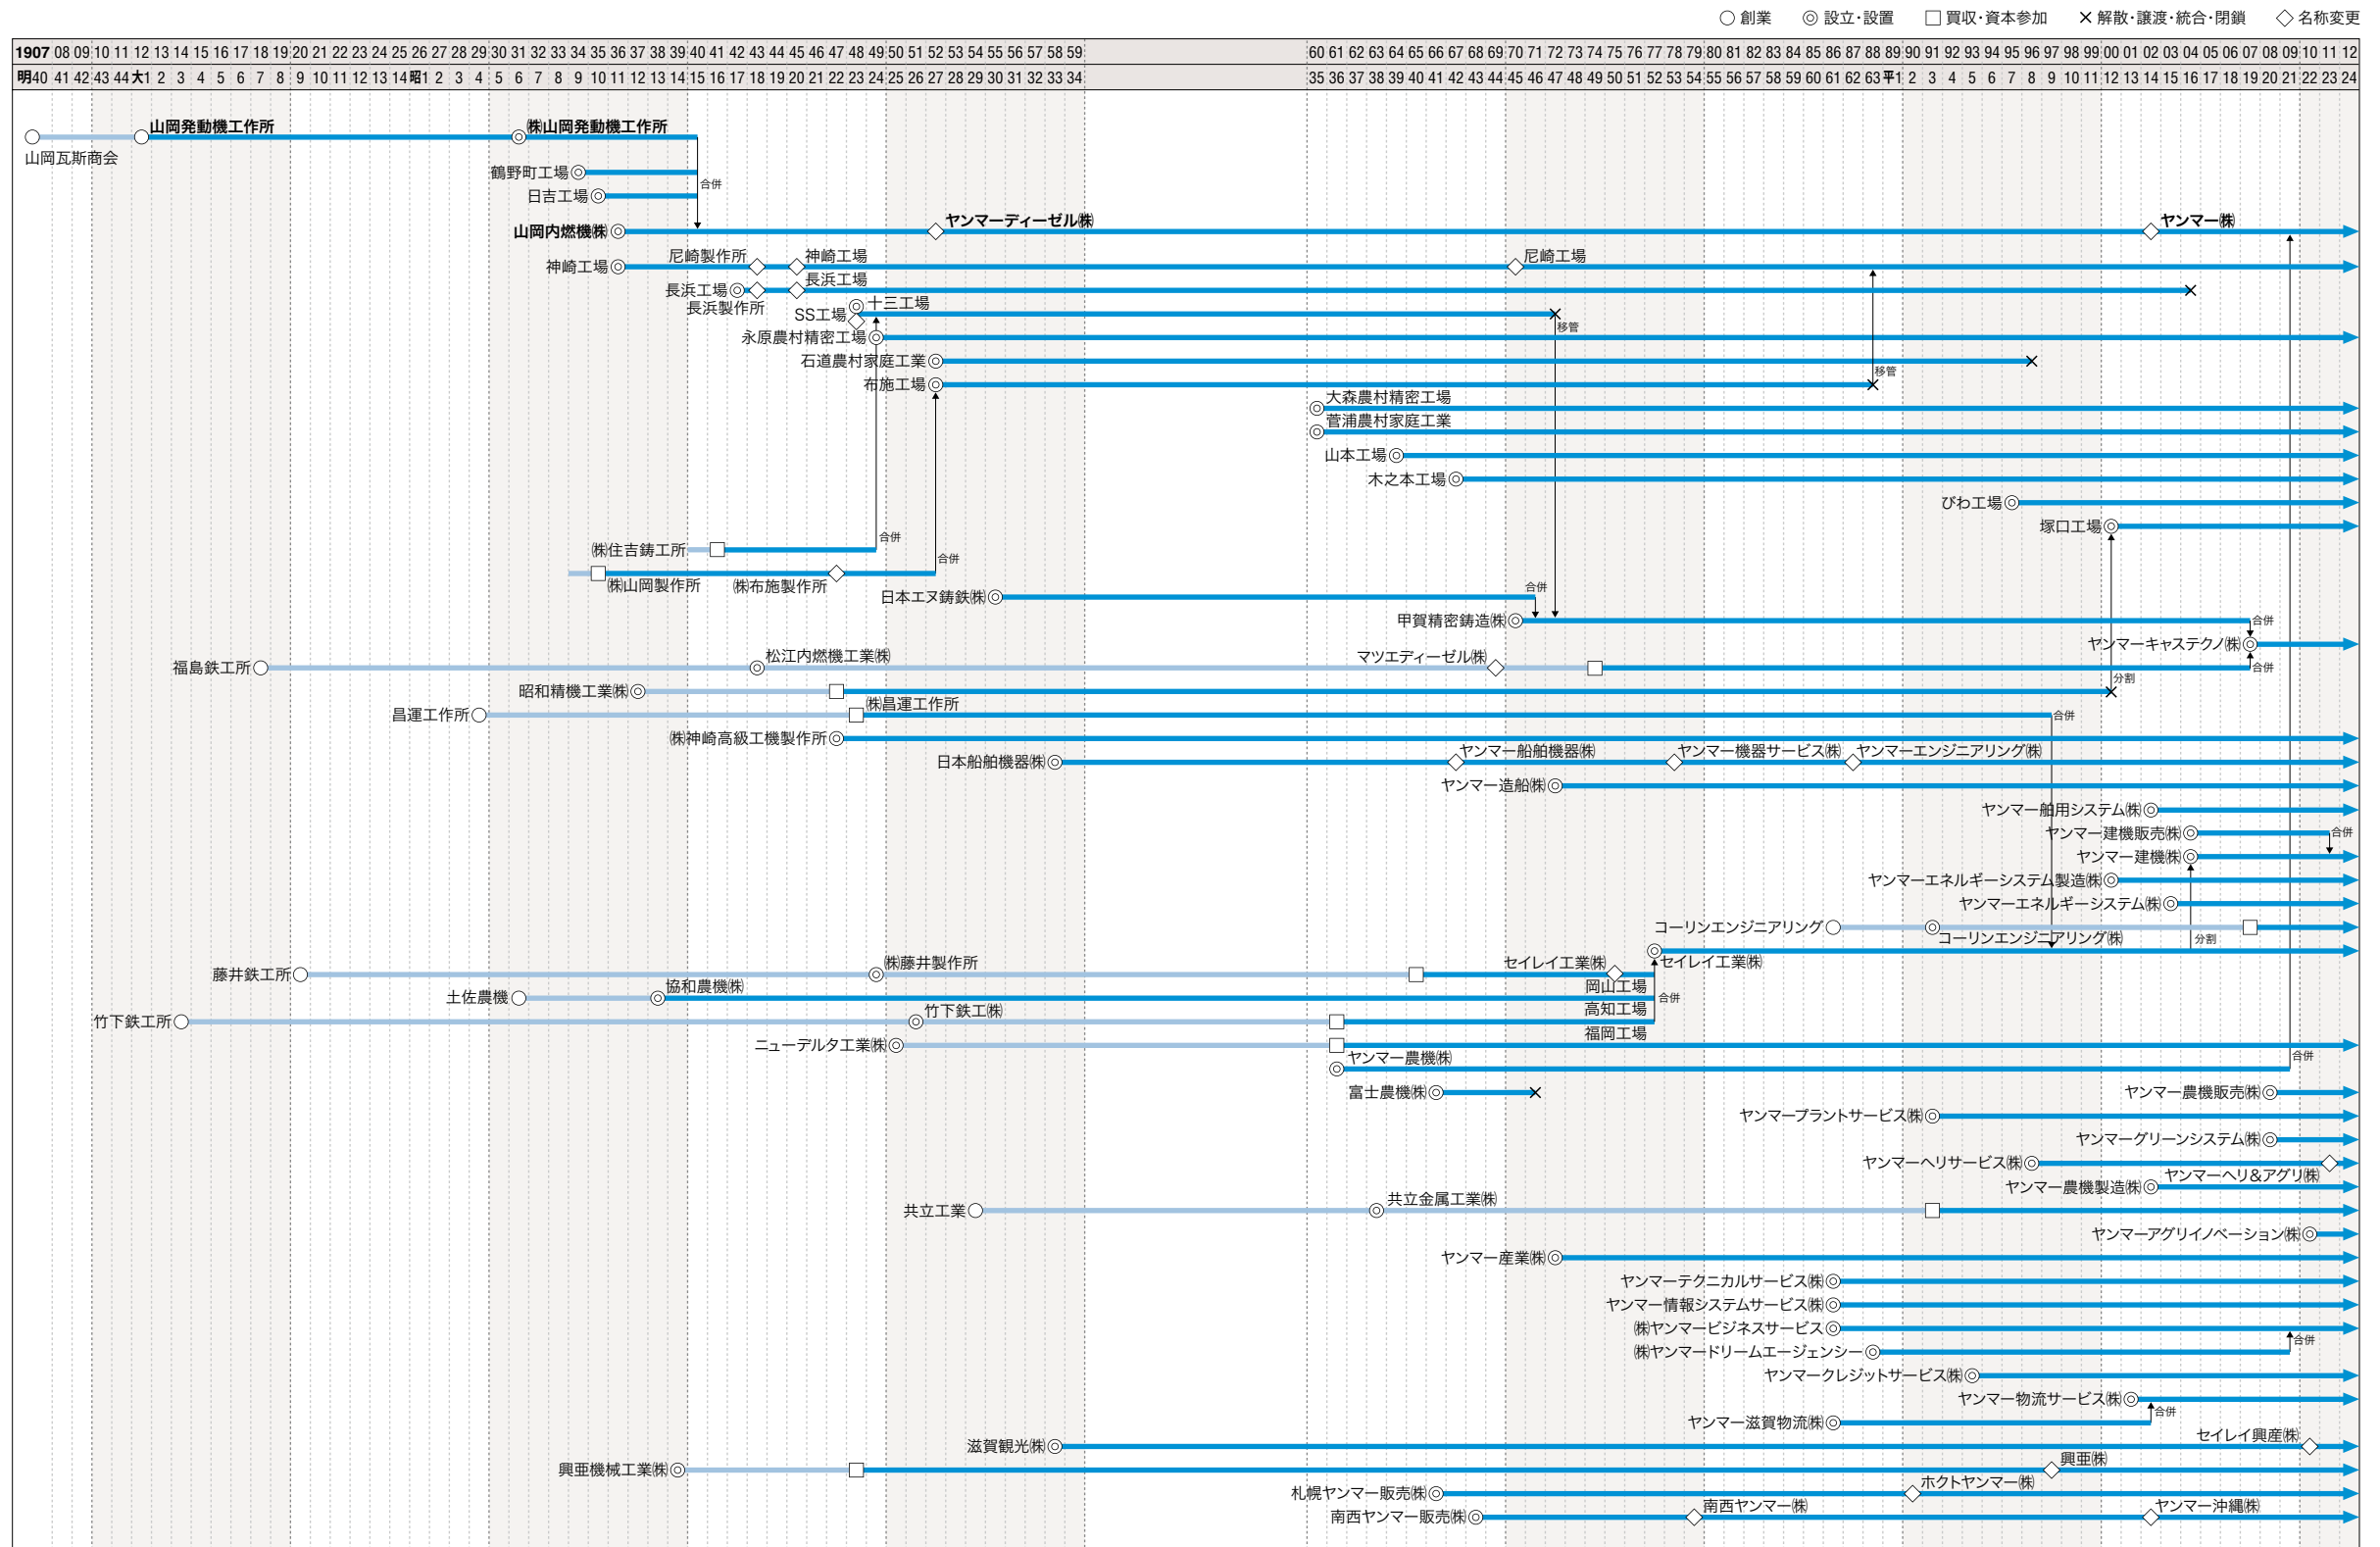 創業 設立・設置 買収・資本参加 解散・譲渡・統合・閉鎖 名称変更
1907 08 09 10 11 12 13 14 15 16 17 18 19 20 21 22 23 24 25 26 27 28 29 30 31 32 33 34 35 36 37 38 39 40 41 42 43 44 45 46 47 48 49 50 51 52 53 54 55 56 57 58 59 60 61 62 63 64 65 66 67 68 69 70 71 72 73 74 75 76 77 78 79 80 81 82 83 84 85 86 87 88 89 90 91 92 93 94 95 96 97 98 99 00 01 02 03 04 05 06 07 08 09 10 11 12
明40 41 42 43 44 大1 2 3 4 5 6 7 8 9 10 11 12 13 14 昭1 2 3 4 5 6 7 8 9 10 11 12 13 14 15 16 17 18 19 20 21 22 23 24 25 26 27 28 29 30 31 32 33 34 35 36 37 38 39 40 41 42 43 44 45 46 47 48 49 50 51 52 53 54 55 56 57 58 59 60 61 62 63 平1 2 3 4 5 6 7 8 9 10 11 12 13 14 15 16 17 18 19 20 21 22 23 24
山岡発動機工作所 ㈱山岡発動機工作所
山岡瓦斯商会
鶴野町工場
合併
日吉工場
ヤンマーディーゼル㈱ ヤンマー㈱
山岡内燃機㈱
尼崎製作所 神崎工場 尼崎工場
神崎工場
長浜工場
長浜工場
長浜製作所 十三工場
SS工場
移管
永原農村精密工場
石道農村家庭工業
移管
布施工場
大森農村精密工場
菅浦農村家庭工業
山本工場
木之本工場
びわ工場
塚口工場
合併
㈱住吉鋳工所
合併
㈱山岡製作所 ㈱布施製作所 合併
日本エヌ鋳鉄㈱
甲賀精密鋳造㈱ 合併
ヤンマーキャステクノ㈱
松江内燃機工業㈱ マツエディーゼル㈱
福島鉄工所 合併
分割
昭和精機工業㈱
㈱昌運工作所
昌運工作所 合併
㈱神崎高級工機製作所
ヤンマー船舶機器㈱ ヤンマー機器サービス㈱ ヤンマーエンジニアリング㈱
日本船舶機器㈱
ヤンマー造船㈱
ヤンマー舶用システム㈱
ヤンマー建機販売㈱ 合併
ヤンマー建機㈱
ヤンマーエネルギーシステム製造㈱
ヤンマーエネルギーシステム㈱
コーリンエンジニアリング
コーリンエンジニアリング㈱ 分割
㈱藤井製作所 セイレイ工業㈱ セイレイ工業㈱
藤井鉄工所
協和農機㈱ 岡山工場
土佐農機 合併
竹下鉄工㈱ 高知工場
竹下鉄工所
福岡工場
ニューデルタ工業㈱
ヤンマー農機㈱ 合併
富士農機㈱ ヤンマー農機販売㈱
ヤンマープラントサービス㈱
ヤンマーグリーンシステム㈱
ヤンマーヘリサービス㈱
ヤンマーヘリ&アグリ㈱
ヤンマー農機製造㈱
共立金属工業㈱
共立工業
ヤンマーアグリイノベーション㈱
ヤンマー産業㈱
ヤンマーテクニカルサービス㈱
ヤンマー情報システムサービス㈱
㈱ヤンマービジネスサービス
合併
㈱ヤンマードリームエージェンシー
ヤンマークレジットサービス㈱
ヤンマー物流サービス㈱
合併
ヤンマー滋賀物流㈱
セイレイ興産㈱
滋賀観光㈱
興亜㈱
興亜機械工業㈱
ホクトヤンマー㈱
札幌ヤンマー販売㈱
南西ヤンマー㈱ ヤンマー沖縄㈱
南西ヤンマー販売㈱